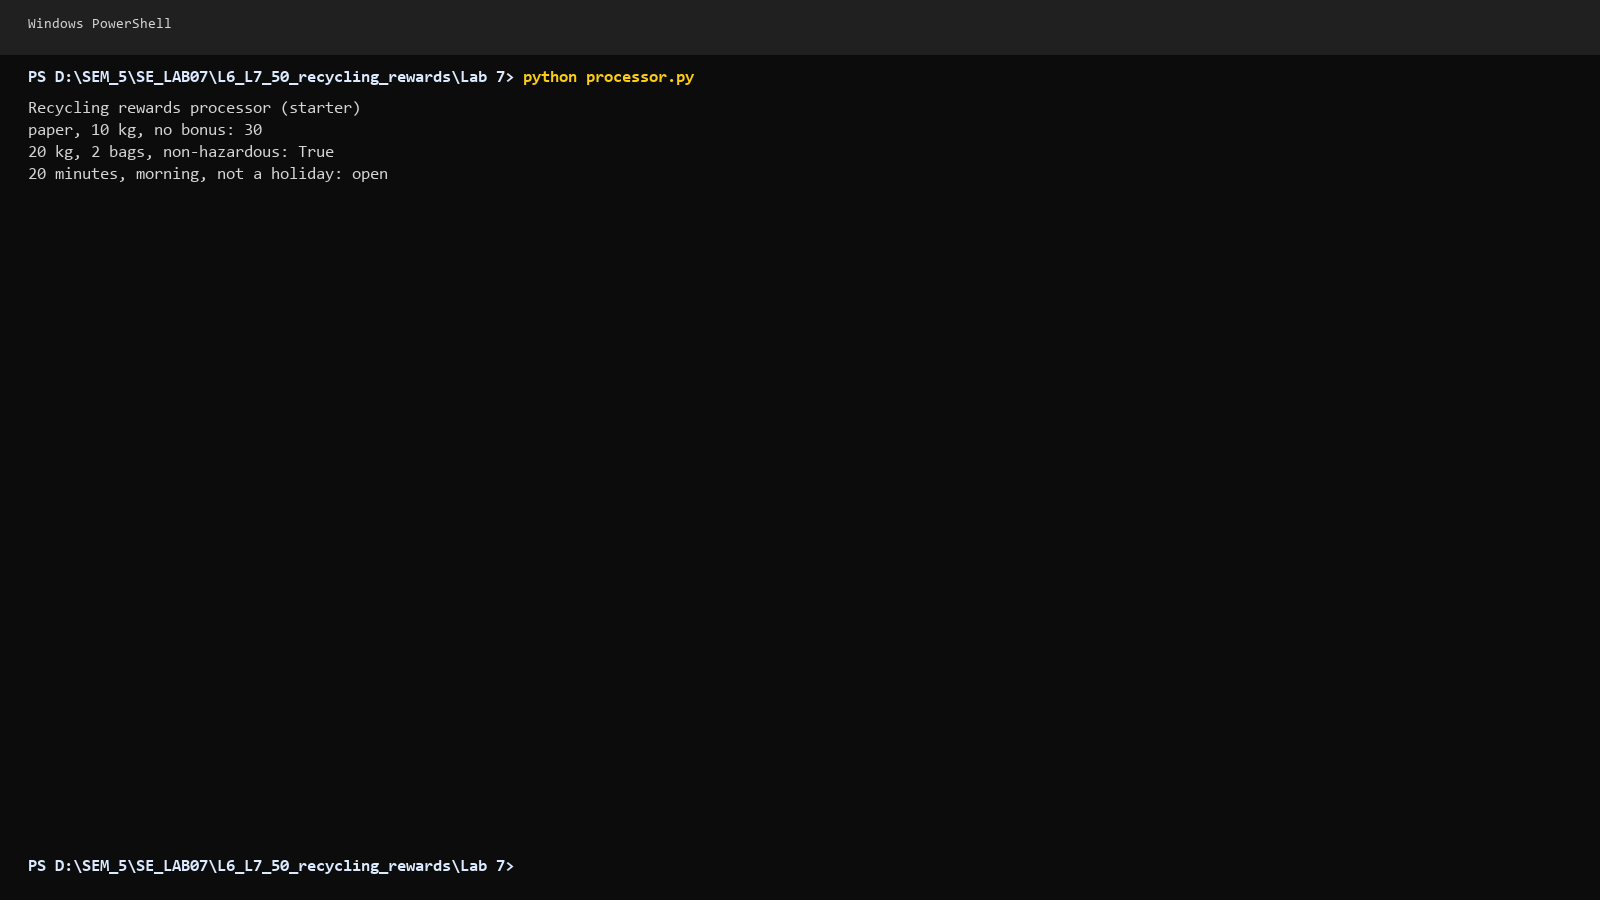 Windows PowerShell
PS D:\SEM_5\SE_LAB07\L6_L7_50_recycling_rewards\Lab 7> python processor.py
Recycling rewards processor (starter)
paper, 10 kg, no bonus: 30
20 kg, 2 bags, non-hazardous: True
20 minutes, morning, not a holiday: open
PS D:\SEM_5\SE_LAB07\L6_L7_50_recycling_rewards\Lab 7>